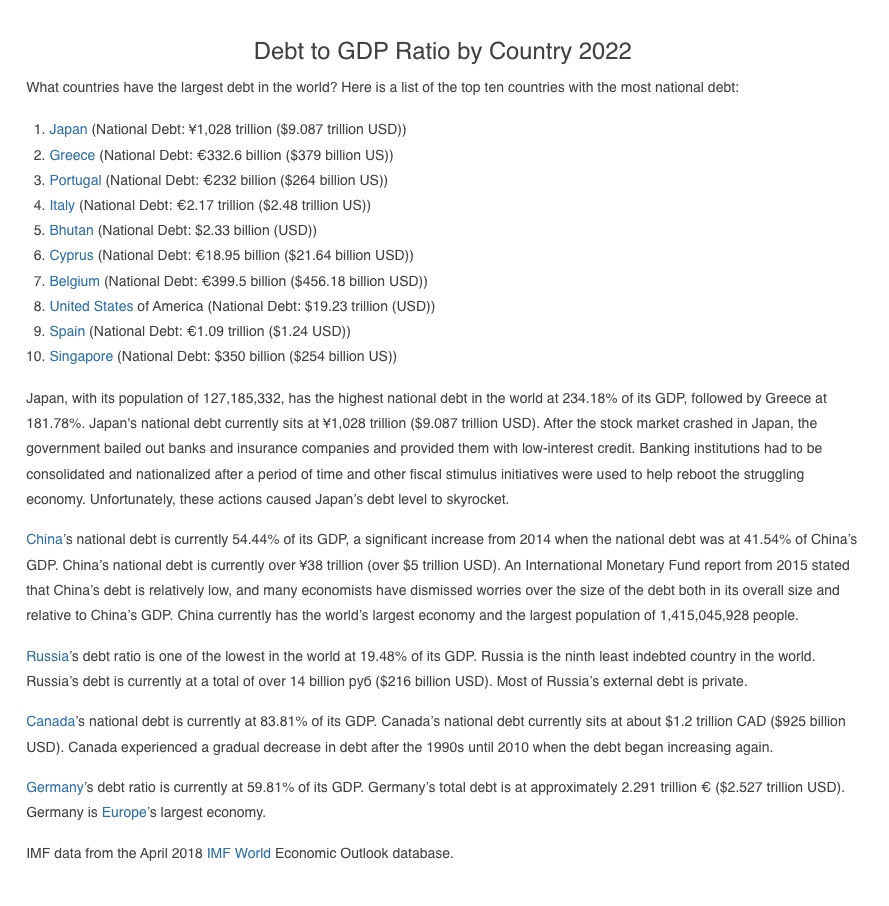 Debt to GDP Ratio by Country 2022
What countries have the largest debt in the world? Here is a list of the top ten countries with the most national debt:
1. Japan (National Debt: ¥1,028 trillion ($9.087 trillion USD))
2. Greece (National Debt: €332.6 billion ($379 billion US))
3. Portugal (National Debt: €232 billion ($264 billion US))
4. Italy (National Debt: €2.17 trillion ($2.48 trillion US))
5. Bhutan (National Debt: $2.33 billion (USD))
6. Cyprus (National Debt: €18.95 billion ($21.64 billion USD))
7. Belgium (National Debt: €399.5 billion ($456.18 billion USD))
8. United States of America (National Debt: $19.23 trillion (USD))
9. Spain (National Debt: €1.09 trillion ($1.24 USD))
10. Singapore (National Debt: $350 billion ($254 billion US))
Japan, with its population of 127,185,332, has the highest national debt in the world at 234.18% of its GDP, followed by Greece at
181.78%. Japan's national debt currently sits at ¥1,028 trillion ($9.087 trillion USD). After the stock market crashed in Japan, the
government bailed out banks and insurance companies and provided them with low-interest credit. Banking institutions had to be
consolidated and nationalized after a period of time and other fiscal stimulus initiatives were used to help reboot the struggling
economy. Unfortunately, these actions caused Japan’s debt level to skyrocket.
China’s national debt is currently 54.44% of its GDP, a significant increase from 2014 when the national debt was at 41.54% of China’s
GDP. China’s national debt is currently over ¥38 trillion (over $5 trillion USD). An International Monetary Fund report from 2015 stated
that China’s debt is relatively low, and many economists have dismissed worries over the size of the debt both in its overall size and
relative to China’s GDP. China currently has the world’s largest economy and the largest population of 1,415,045,928 people.
Russia’s debt ratio is one of the lowest in the world at 19.48% of its GDP. Russia is the ninth least indebted country in the world.
Russia’s debt is currently at a total of over 14 billion руб ($216 billion USD). Most of Russia’s external debt is private.
Canada’s national debt is currently at 83.81% of its GDP. Canada’s national debt currently sits at about $1.2 trillion CAD ($925 billion
USD). Canada experienced a gradual decrease in debt after the 1990s until 2010 when the debt began increasing again.
Germany’s debt ratio is currently at 59.81% of its GDP. Germany’s total debt is at approximately 2.291 trillion € ($2.527 trillion USD).
Germany is Europe’s largest economy.
IMF data from the April 2018 IMF World Economic Outlook database.